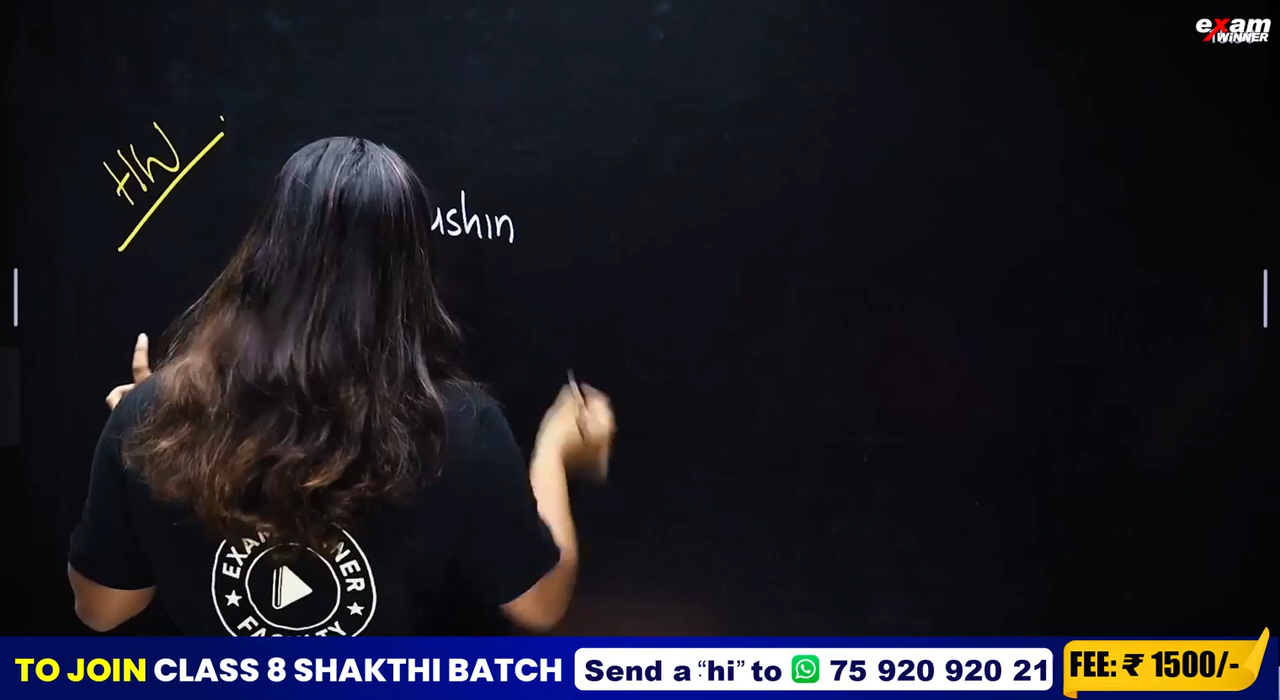 exam
WINNER
HW
ushin
EXAM WINNER
FACULTY
TO JOIN CLASS 8 SHAKTHI BATCH
Send a “hi” to 75 920 920 21
FEE: ₹ 1500/-